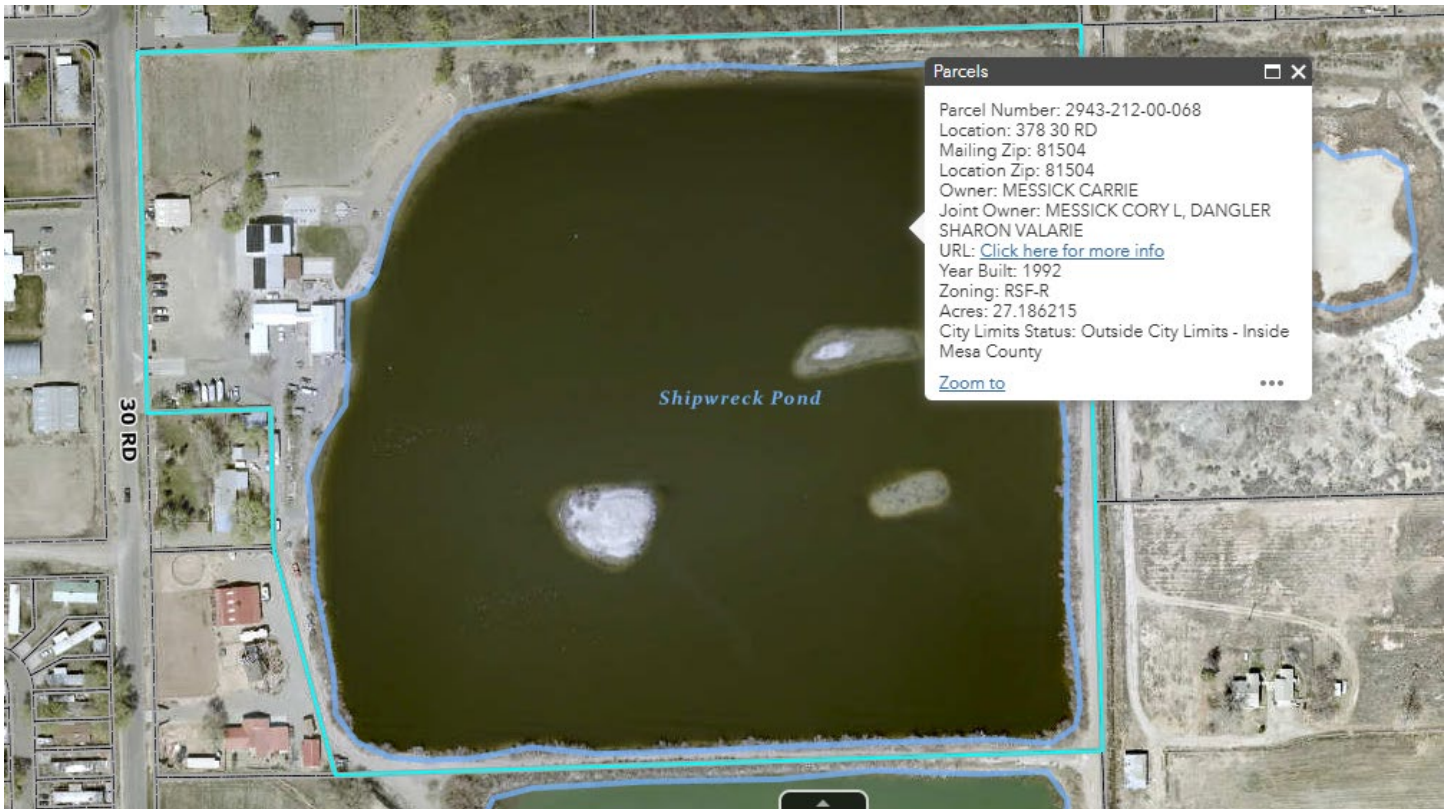 Parcels
Parcel Number: 2943-212-00-068
Location: 378 30 RD
Mailing Zip: 81504
Location Zip: 81504
Owner: MESSICK CARRIE
Joint Owner: MESSICK CORY L, DANGLER
SHARON VALARIE
URL: Click here for more info
Year Built: 1992
Zoning: RSF-R
Acres: 27.186215
City Limits Status: Outside City Limits - Inside
Mesa County
Zoom to
Shipwreck Pond
30 RD